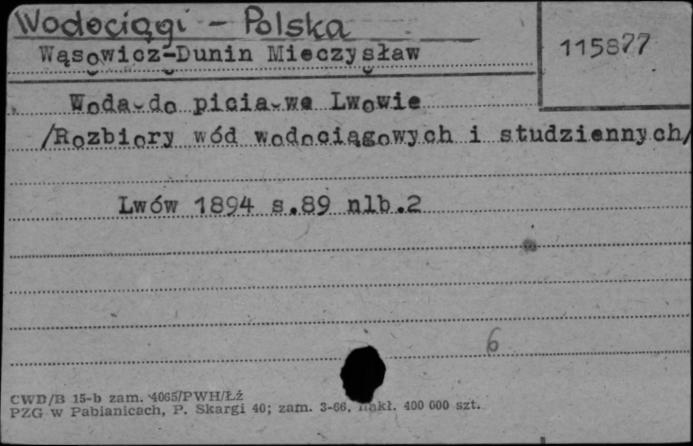 Wodociągi - Polska
115877
Wąsowicz-Dunin Mieczysław
Woda do picia we Lwowie
/Rozbiory wód wodociągowych i studziennych/
Lwów 1894 s.89 nlb.2
6
CWD/B 15-b zam. 4065/PWH/Łź
PZG w Pabianicach, P. Skargi 40; zam. 3-66, nakł. 400 000 szt.